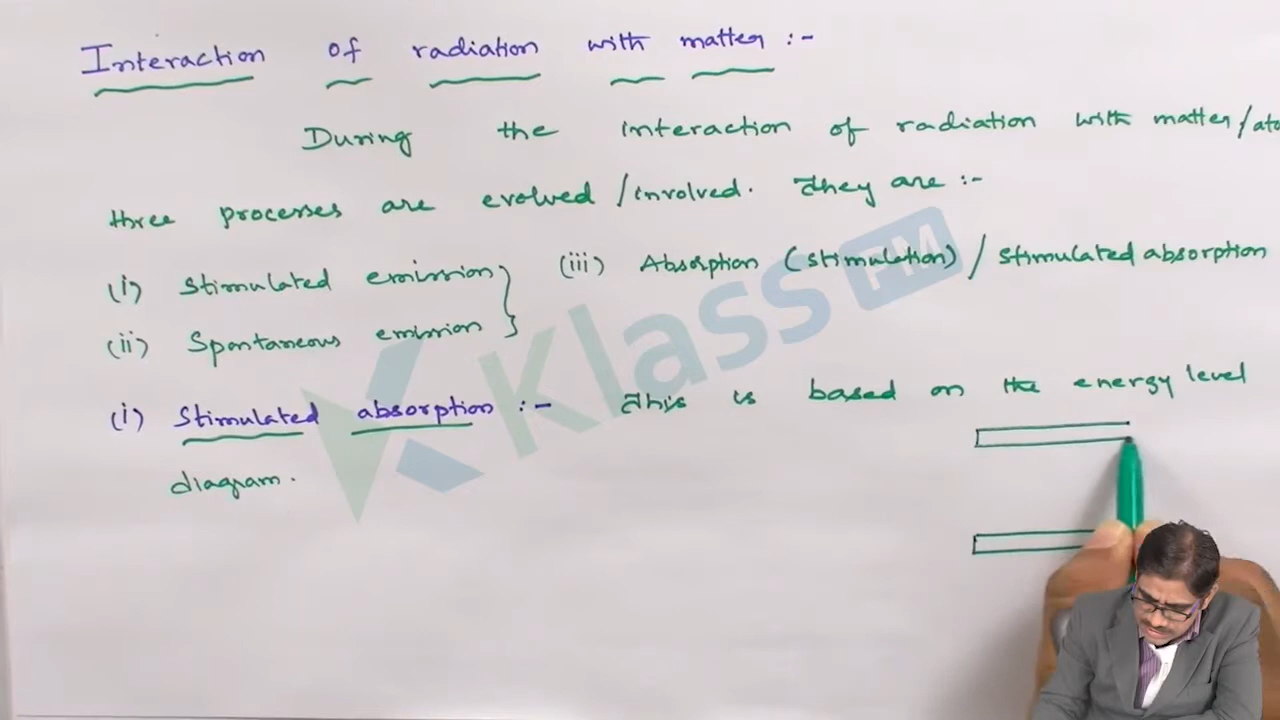 Interaction of radiation with matter :-
During the interaction of radiation with matter/ato
three processes are evolved/involved. They are :-
(i) Stimulated emission
(iii) Absorption (stimulation) / stimulated absorption
(ii) Spontaneous emission
(i) Stimulated absorption :- This is based on the energy level
diagram.
Klass FM